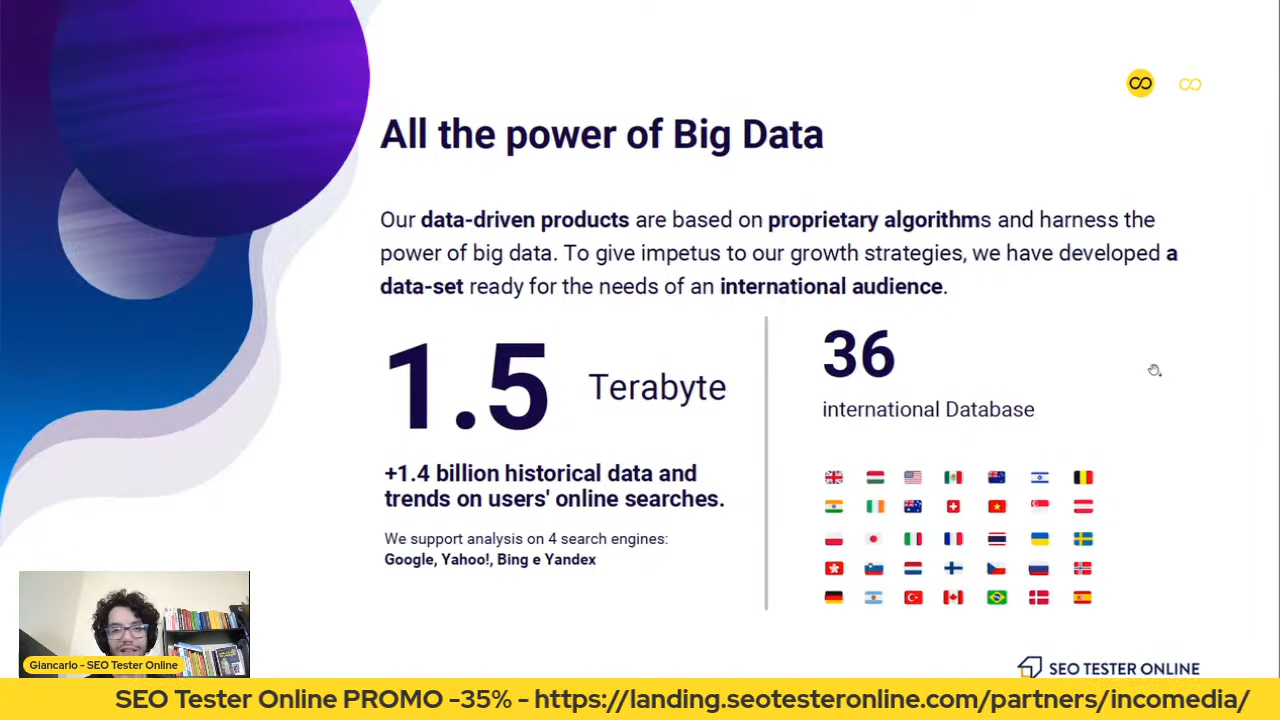 All the power of Big Data
Our data-driven products are based on proprietary algorithms and harness the
power of big data. To give impetus to our growth strategies, we have developed a
data-set ready for the needs of an international audience.
1.5 Terabyte
+1.4 billion historical data and
trends on users' online searches.
We support analysis on 4 search engines:
Google, Yahoo!, Bing e Yandex
36
international Database
Giancarlo - SEO Tester Online
SEO TESTER ONLINE
SEO Tester Online PROMO -35% - https://landing.seotesteronline.com/partners/incomedia/